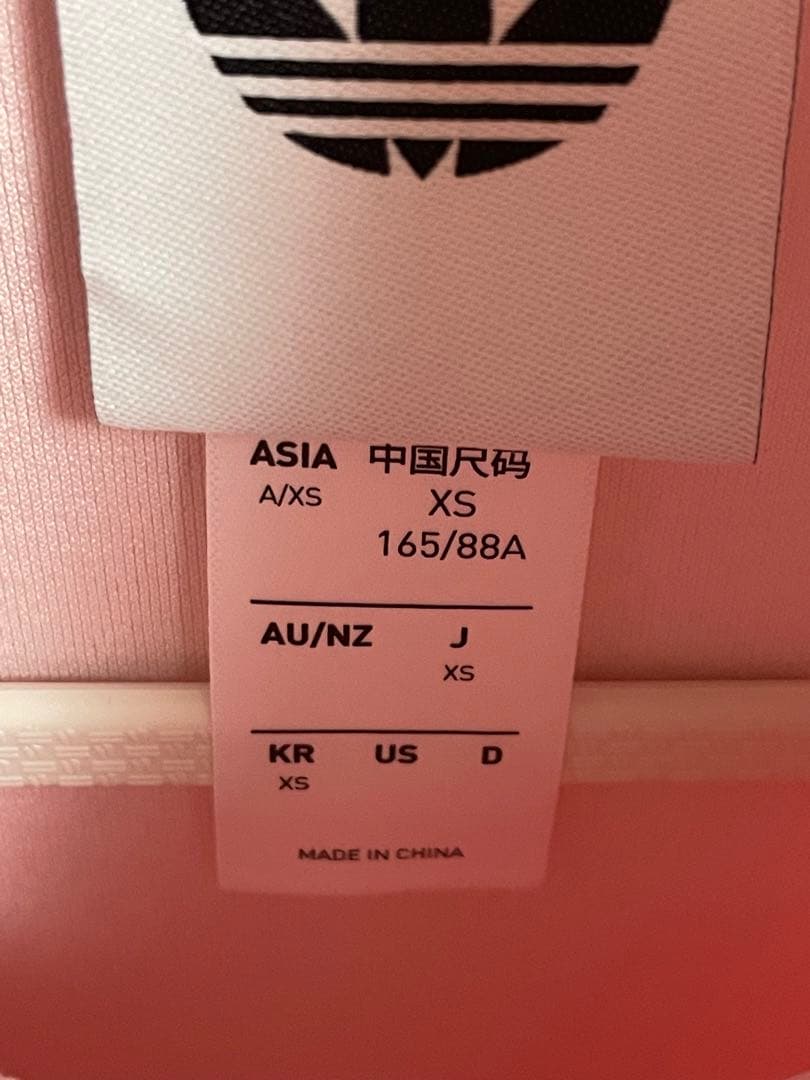 ASIA 中国尺码
A/XS XS
165/88A
AU/NZ J
XS
KR US D
XS
MADE IN CHINA